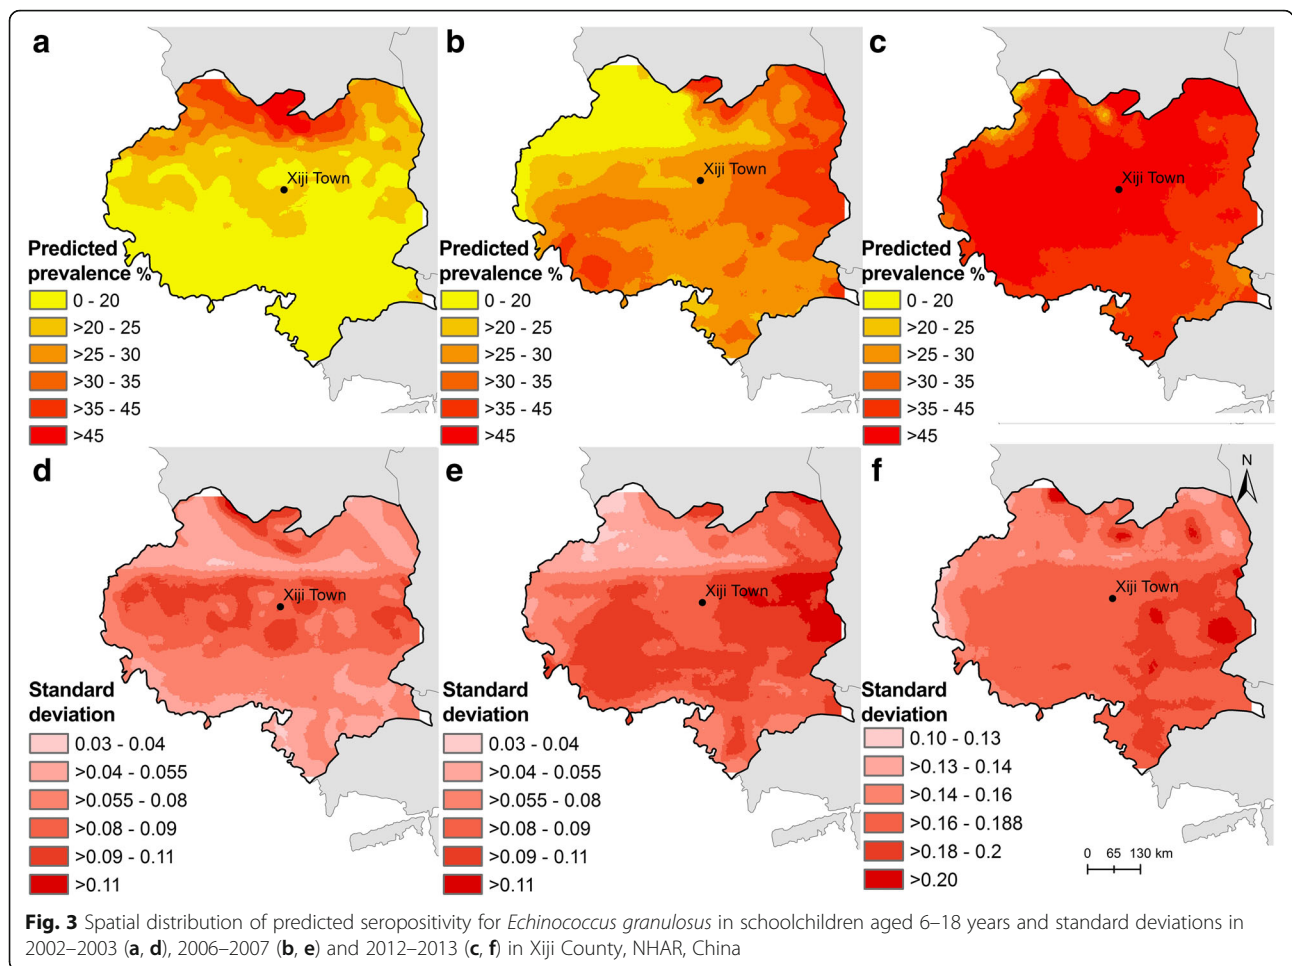 a
Xiji Town
Predicted
prevalence %
0 - 20
>20 - 25
>25 - 30
>30 - 35
>35 - 45
>45
b
Xiji Town
Predicted
prevalence %
0 - 20
>20 - 25
>25 - 30
>30 - 35
>35 - 45
>45
c
Xiji Town
Predicted
prevalence %
0 - 20
>20 - 25
>25 - 30
>30 - 35
>35 - 45
>45
d
Xiji Town
Standard
deviation
0.03 - 0.04
>0.04 - 0.055
>0.055 - 0.08
>0.08 - 0.09
>0.09 - 0.11
>0.11
e
Xiji Town
Standard
deviation
0.03 - 0.04
>0.04 - 0.055
>0.055 - 0.08
>0.08 - 0.09
>0.09 - 0.11
>0.11
f
N
Xiji Town
Standard
deviation
0.10 - 0.13
>0.13 - 0.14
>0.14 - 0.16
>0.16 - 0.188
>0.18 - 0.2
>0.20
0 65 130 km
Fig. 3 Spatial distribution of predicted seropositivity for Echinococcus granulosus in schoolchildren aged 6–18 years and standard deviations in
2002–2003 (a, d), 2006–2007 (b, e) and 2012–2013 (c, f) in Xiji County, NHAR, China